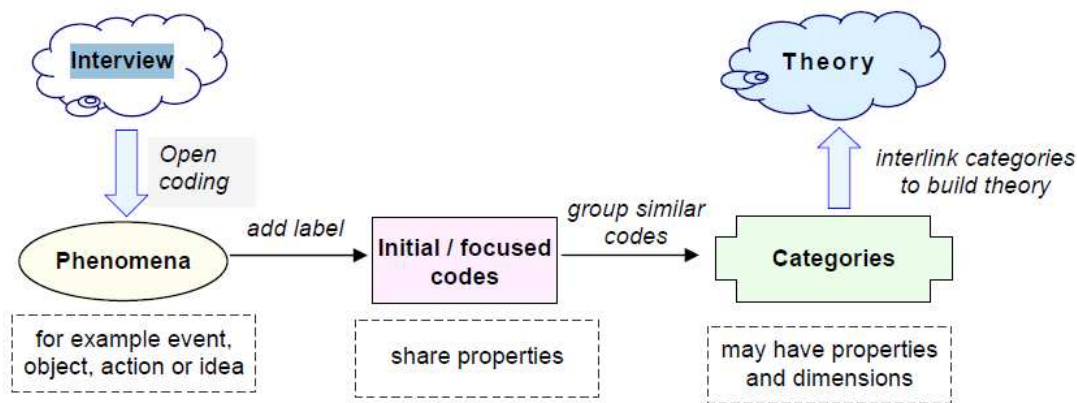 Interview
Theory
Open
coding
interlink categories
to build theory
Phenomena
add label
Initial / focused
codes
group similar
codes
Categories
for example event,
object, action or idea
share properties
may have properties
and dimensions